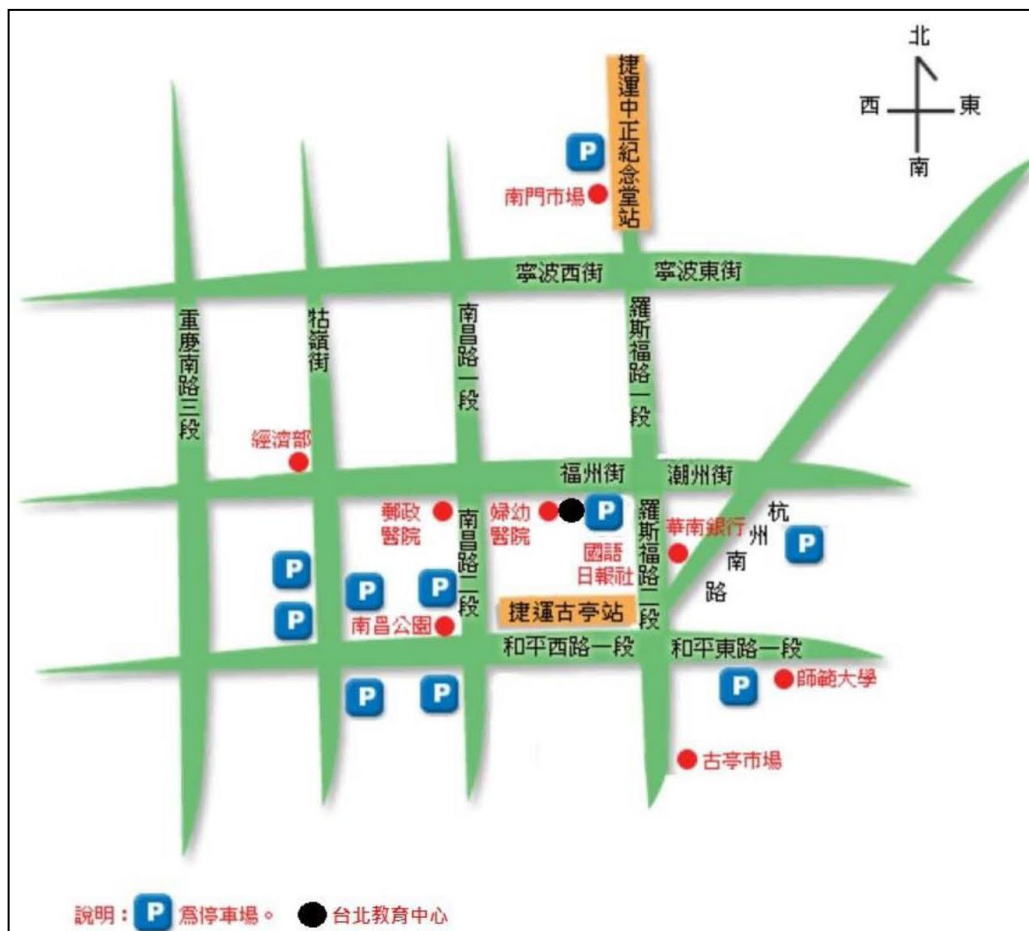 北
西 東
南
捷運中正紀念堂站
P
南門市場
寧波西街
寧波東街
重慶南路三段
牯嶺街
南昌路一段
羅斯福路一段
經濟部
福州街
潮州街
郵政
醫院
南昌路二段
婦幼
醫院
P
國語
日報社
羅斯福路二段
華南銀行
杭州南路
P
P
P
P
P
南昌公園
捷運古亭站
和平西路一段
和平東路一段
P
P
P
師範大學
古亭市場
說明：P 為停車場。 台北教育中心